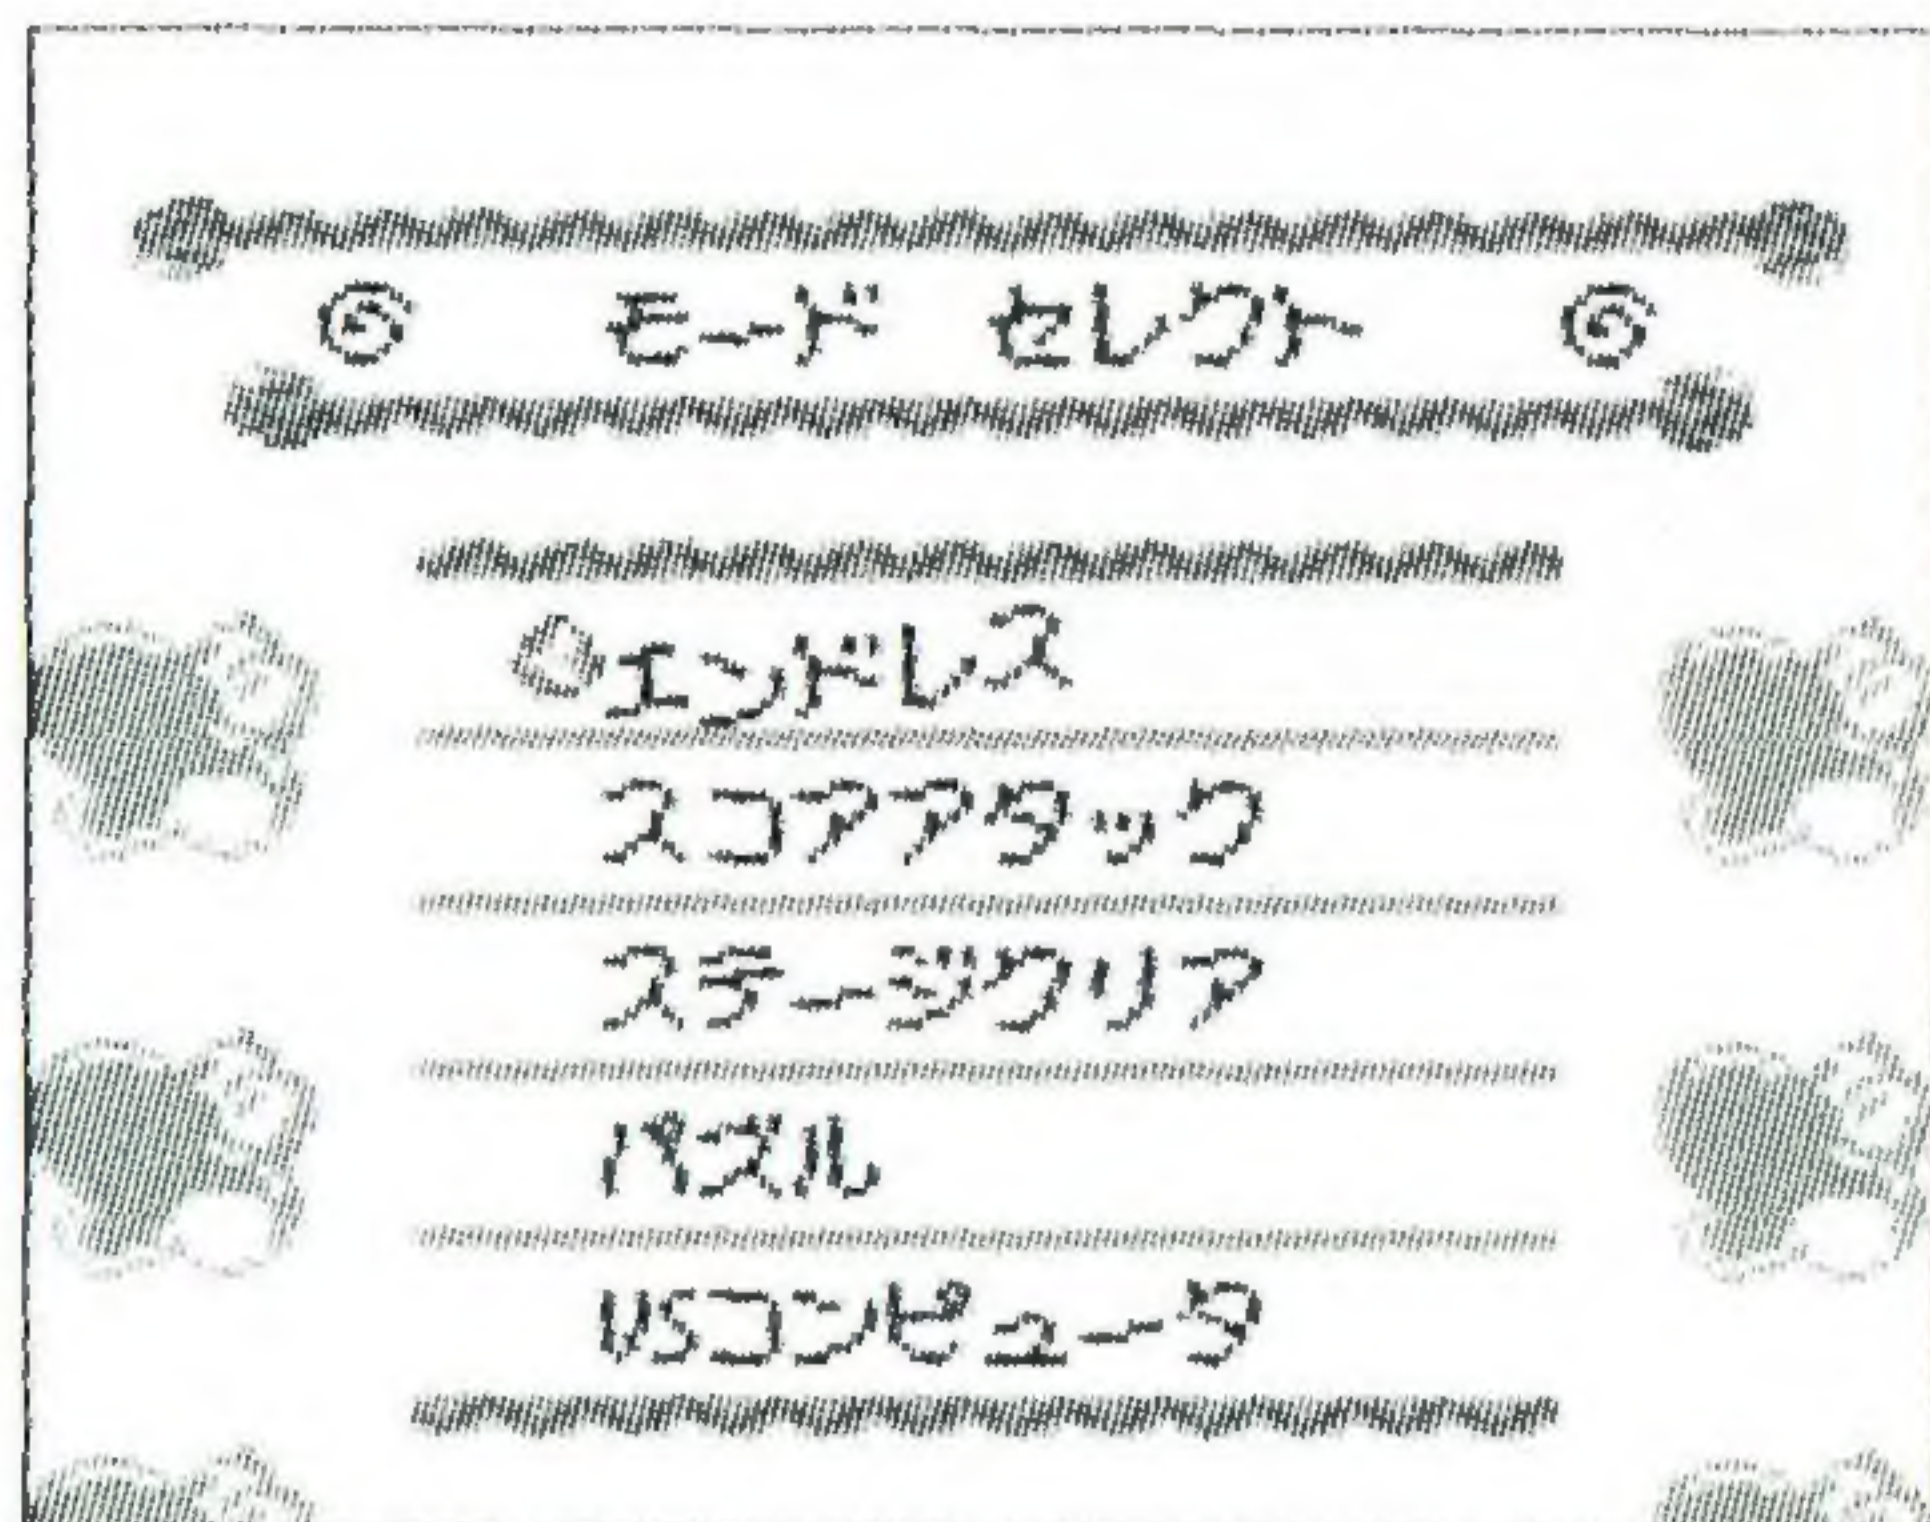 モード セレクト
エンドレス
スコアアタック
ステージクリア
パズル
VSコンピュータ